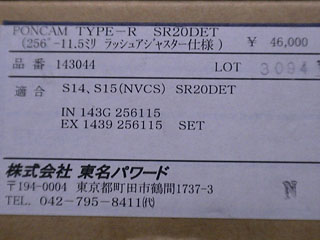 PONCAM TYPE-R SR20DET
(256°-11.5ミリ ラッシュアジャスター仕様) ¥ 46,000
品番 143044 LOT 3094
適合 S14、S15(NVCS) SR20DET
IN 143G 256115
EX 1439 256115 SET
株式会社 東名パワード
〒194-0004 東京都町田市鶴間1737-3
TEL. 042-795-8411㈹
N